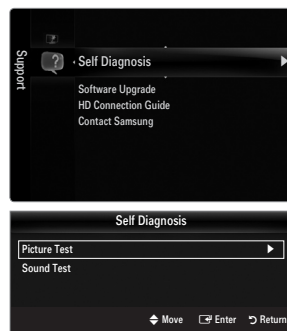 Support
Self Diagnosis
Software Upgrade
HD Connection Guide
Contact Samsung
Self Diagnosis
Picture Test
Sound Test
Move Enter Return